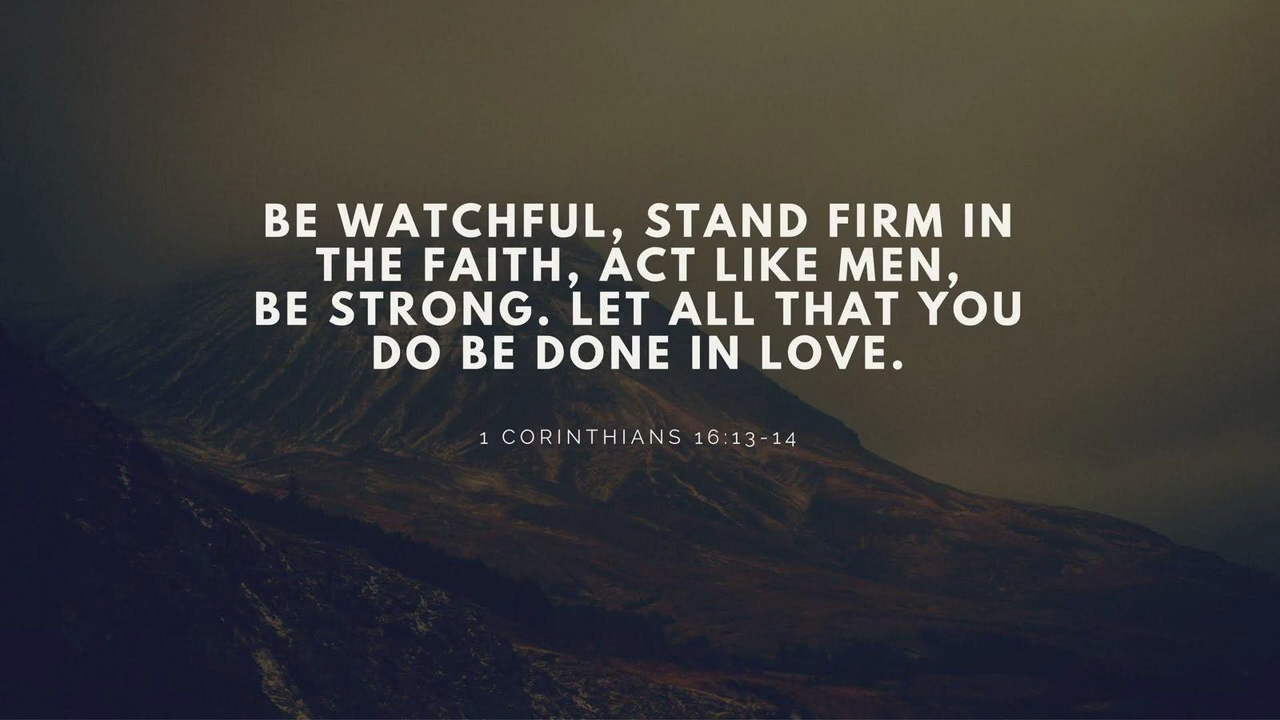 BE WATCHFUL, STAND FIRM IN
THE FAITH, ACT LIKE MEN,
BE STRONG. LET ALL THAT YOU
DO BE DONE IN LOVE.
1 CORINTHIANS 16:13-14